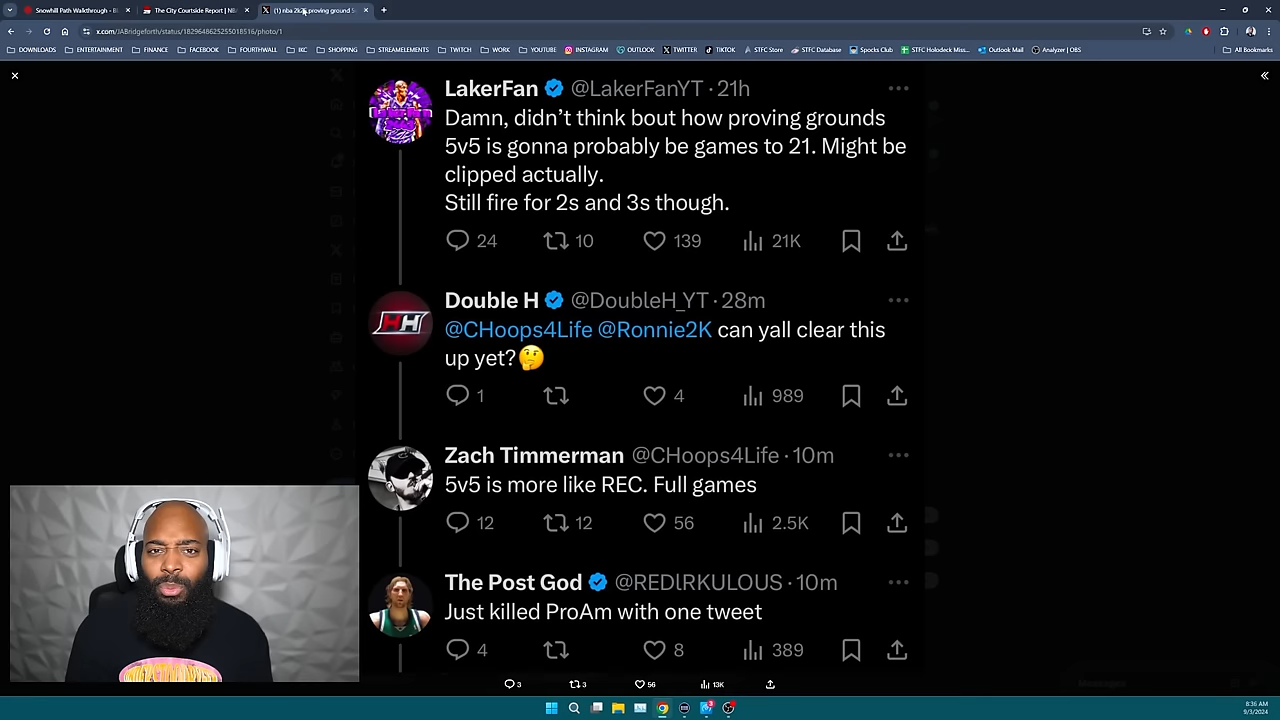 Snowhill Path Walkthrough - Bl
The City Courtside Report | NBA
(1) nba 2k25 proving ground 5
x.com/JABridgeforth/status/1829648625255018516/photo/1
DOWNLOADS ENTERTAINMENT FINANCE FACEBOOK FOURTHWALL IKC SHOPPING STREAMELEMENTS TWITCH WORK YOUTUBE INSTAGRAM OUTLOOK TWITTER TIKTOK STFC Store STFC Database Spocks Club STFC Holodeck Miss... Outlook Mail Analyzer | OBS All Bookmarks
LakerFan @LakerFanYT · 21h
Damn, didn’t think bout how proving grounds
5v5 is gonna probably be games to 21. Might be
clipped actually.
Still fire for 2s and 3s though.
24 10 139 21K
Double H @DoubleH_YT · 28m
@CHoops4Life @Ronnie2K can yall clear this
up yet?🤔
1 4 989
Zach Timmerman @CHoops4Life · 10m
5v5 is more like REC. Full games
12 12 56 2.5K
The Post God @REDlRKULOUS · 10m
Just killed ProAm with one tweet
4 8 389
3 3 56 13K
Messages
8:36 AM
9/3/2024